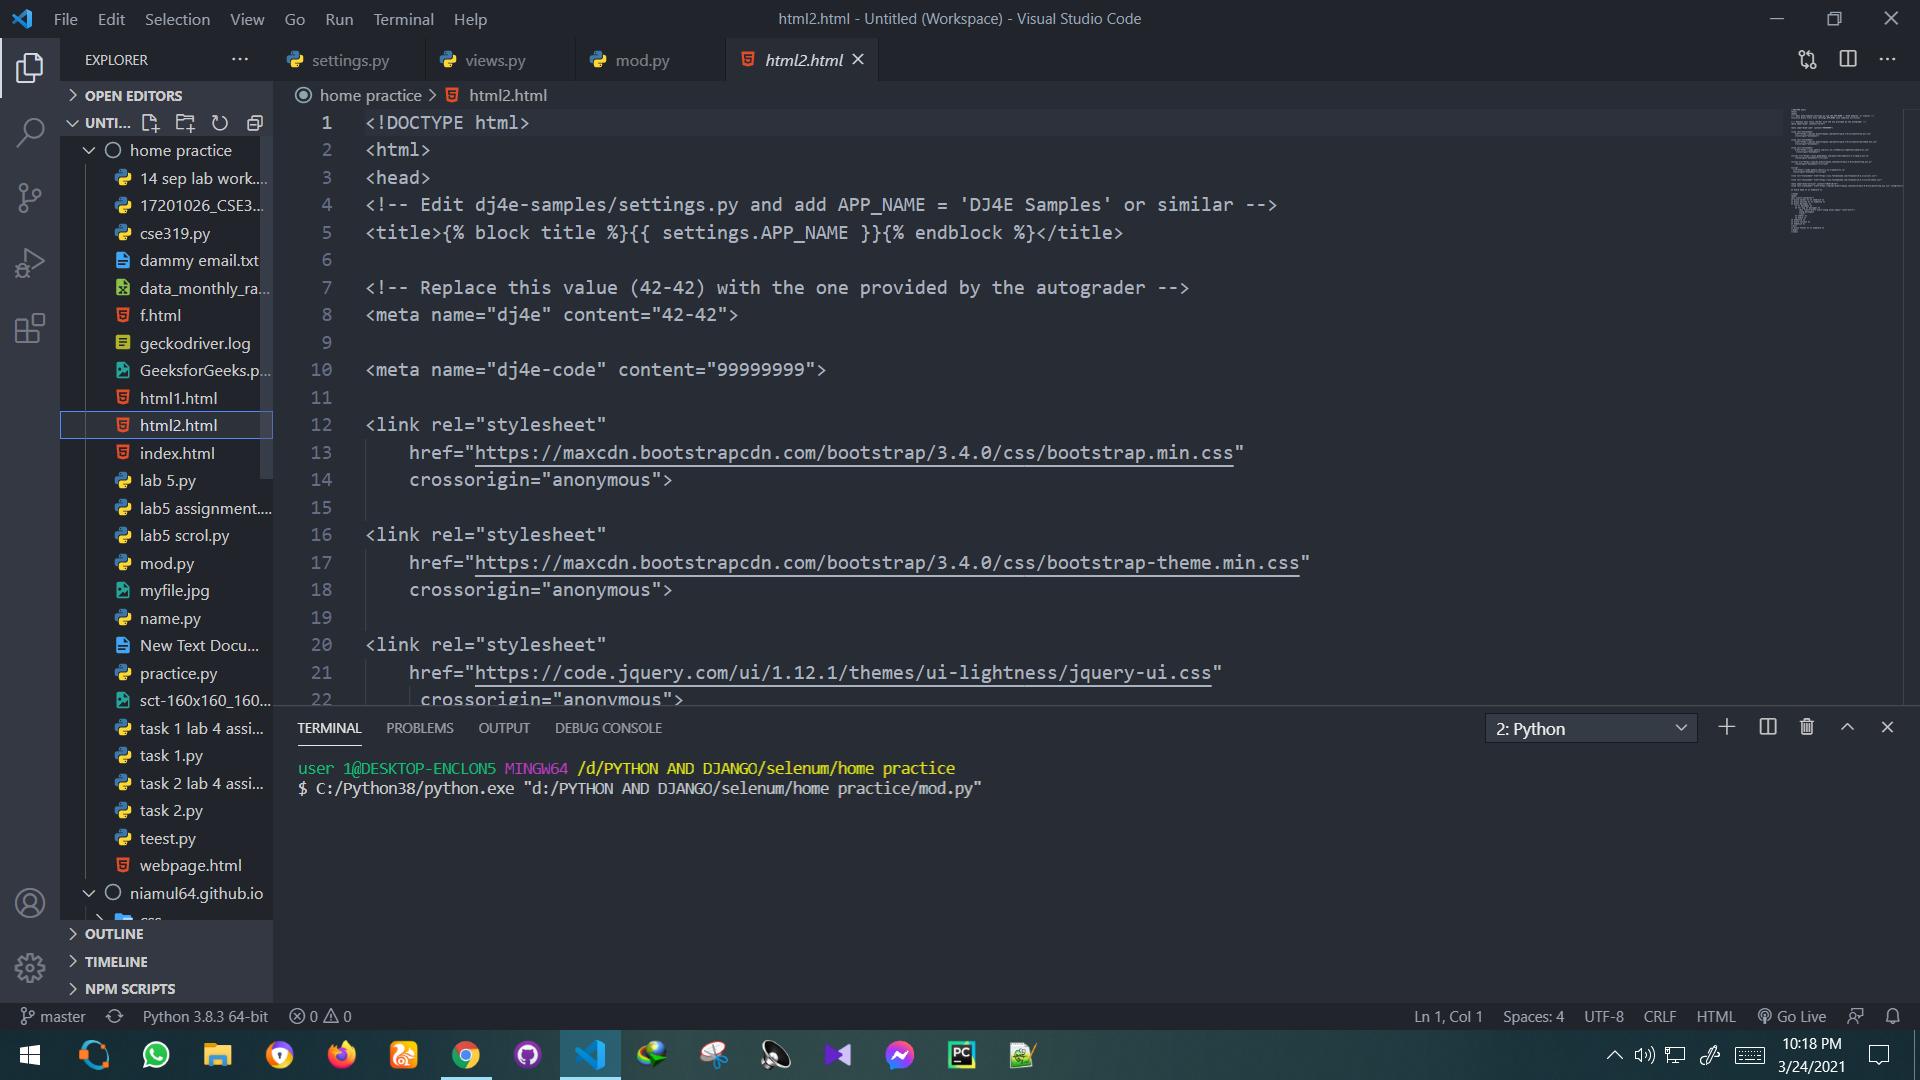 File Edit Selection View Go Run Terminal Help
html2.html - Untitled (Workspace) - Visual Studio Code
EXPLORER
settings.py
views.py
mod.py
html2.html
OPEN EDITORS
home practice > html2.html
UNTI...
home practice
14 sep lab work....
17201026_CSE3...
cse319.py
dammy email.txt
data_monthly_ra...
f.html
geckodriver.log
GeeksforGeeks.p...
html1.html
html2.html
index.html
lab 5.py
lab5 assignment....
lab5 scrol.py
mod.py
myfile.jpg
name.py
New Text Docu...
practice.py
sct-160x160_160...
task 1 lab 4 assi...
task 1.py
task 2 lab 4 assi...
task 2.py
teest.py
webpage.html
niamul64.github.io
css
OUTLINE
TIMELINE
NPM SCRIPTS
1 <!DOCTYPE html>
2 <html>
3 <head>
4 <!-- Edit dj4e-samples/settings.py and add APP_NAME = 'DJ4E Samples' or similar -->
5 <title>{% block title %}{{ settings.APP_NAME }}{% endblock %}</title>
6
7 <!-- Replace this value (42-42) with the one provided by the autograder -->
8 <meta name="dj4e" content="42-42">
9
10 <meta name="dj4e-code" content="99999999">
11
12 <link rel="stylesheet"
13 href="https://maxcdn.bootstrapcdn.com/bootstrap/3.4.0/css/bootstrap.min.css"
14 crossorigin="anonymous">
15
16 <link rel="stylesheet"
17 href="https://maxcdn.bootstrapcdn.com/bootstrap/3.4.0/css/bootstrap-theme.min.css"
18 crossorigin="anonymous">
19
20 <link rel="stylesheet"
21 href="https://code.jquery.com/ui/1.12.1/themes/ui-lightness/jquery-ui.css"
22 crossorigin="anonymous">
TERMINAL PROBLEMS OUTPUT DEBUG CONSOLE
2: Python
user 1@DESKTOP-ENCLON5 MINGW64 /d/PYTHON AND DJANGO/selenum/home practice
$ C:/Python38/python.exe "d:/PYTHON AND DJANGO/selenum/home practice/mod.py"
master Python 3.8.3 64-bit 0 0
Ln 1, Col 1 Spaces: 4 UTF-8 CRLF HTML Go Live
PC
10:18 PM
3/24/2021